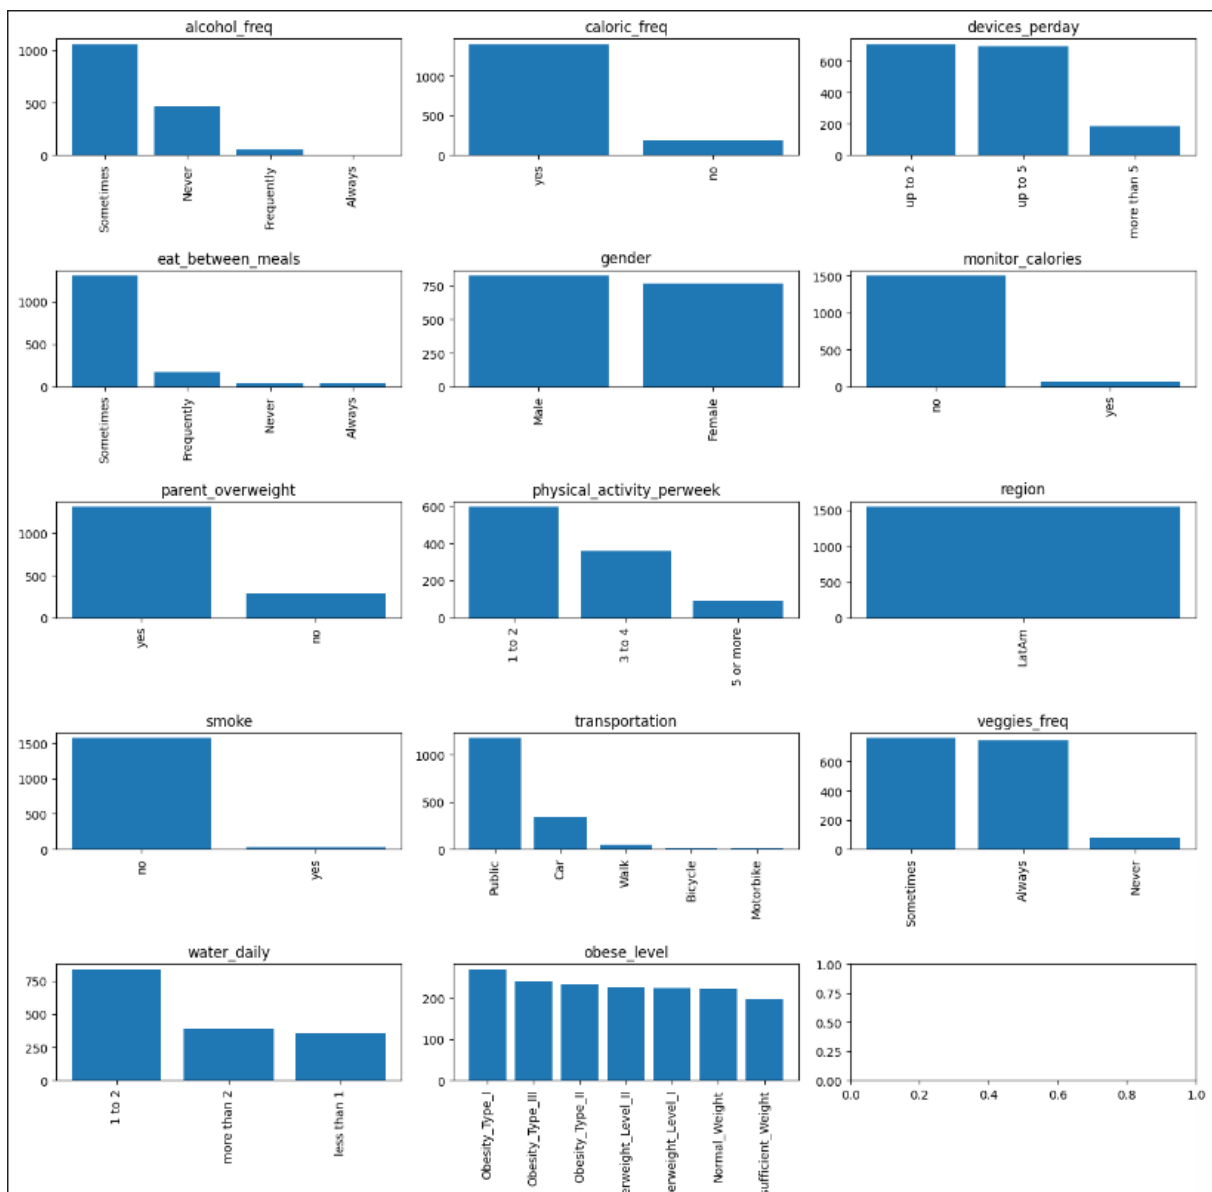 alcohol_freq
1000
500
0
Sometimes
Never
Frequently
Always
caloric_freq
1000
500
0
yes
no
devices_perday
600
400
200
0
up to 2
up to 5
more than 5
eat_between_meals
1000
500
0
Sometimes
Frequently
Never
Always
gender
750
500
250
0
Male
Female
monitor_calories
1500
1000
500
0
no
yes
parent_overweight
1000
500
0
yes
no
physical_activity_perweek
600
400
200
0
1 to 2
3 to 4
5 or more
region
1500
1000
500
0
LatAm
smoke
1500
1000
500
0
no
yes
transportation
1000
500
0
Public
Car
Walk
Bicycle
Motorbike
veggies_freq
600
400
200
0
Sometimes
Always
Never
water_daily
750
500
250
0
1 to 2
more than 2
less than 1
obese_level
200
100
0
Obesity_Type_I
Obesity_Type_III
Obesity_Type_II
erweight_Level_II
erweight_Level_I
Normal_Weight
sufficient_Weight
1.00
0.75
0.50
0.25
0.00
0.0 0.2 0.4 0.6 0.8 1.0